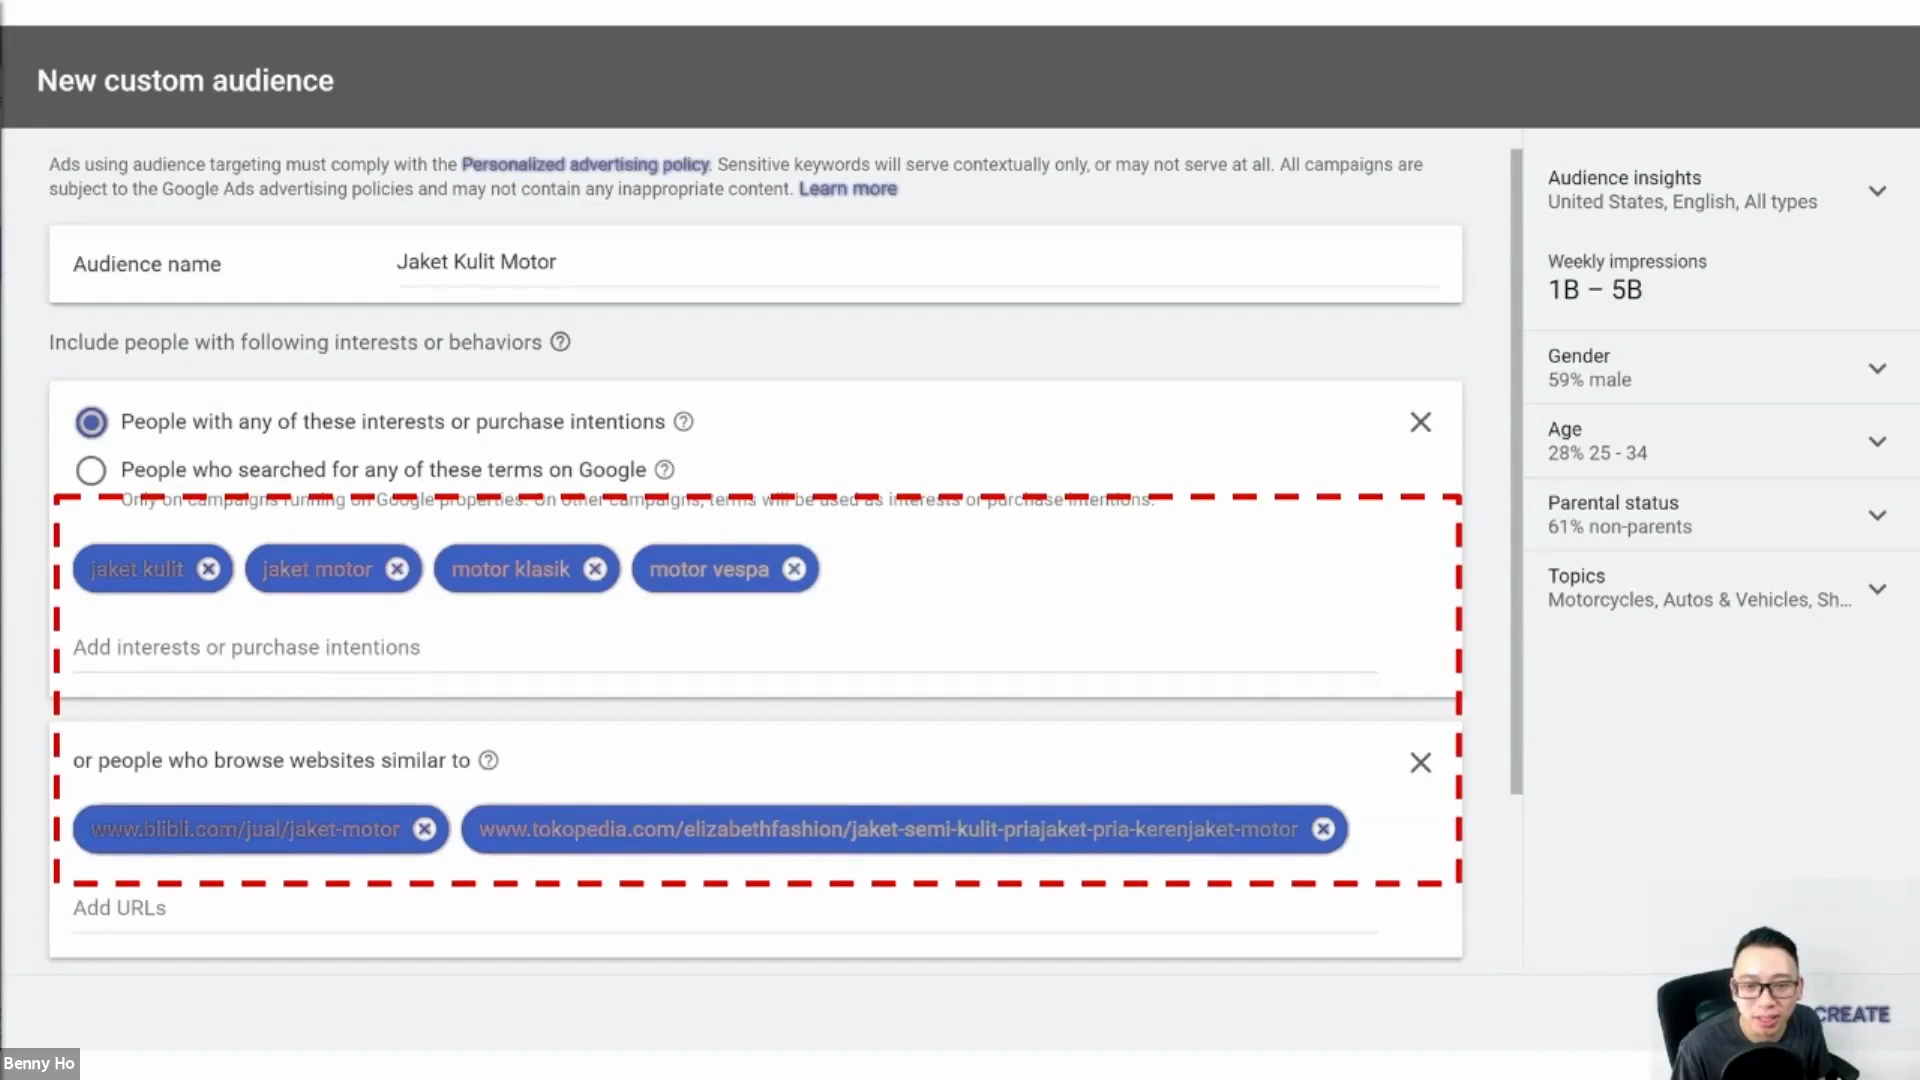 New custom audience
Ads using audience targeting must comply with the Personalized advertising policy. Sensitive keywords will serve contextually only, or may not serve at all. All campaigns are
subject to the Google Ads advertising policies and may not contain any inappropriate content. Learn more
Audience name
Jaket Kulit Motor
Include people with following interests or behaviors
People with any of these interests or purchase intentions
People who searched for any of these terms on Google
Only on campaigns running on Google properties. On other campaigns, terms will be used as interests or purchase intentions.
jaket kulit
jaket motor
motor klasik
motor vespa
Add interests or purchase intentions
or people who browse websites similar to
www.blibli.com/jual/jaket-motor
www.tokopedia.com/elizabethfashion/jaket-semi-kulit-priajaket-pria-kerenjaket-motor
Add URLs
Audience insights
United States, English, All types
Weekly impressions
1B – 5B
Gender
59% male
Age
28% 25 - 34
Parental status
61% non-parents
Topics
Motorcycles, Autos & Vehicles, Sh...
CREATE
Benny Ho